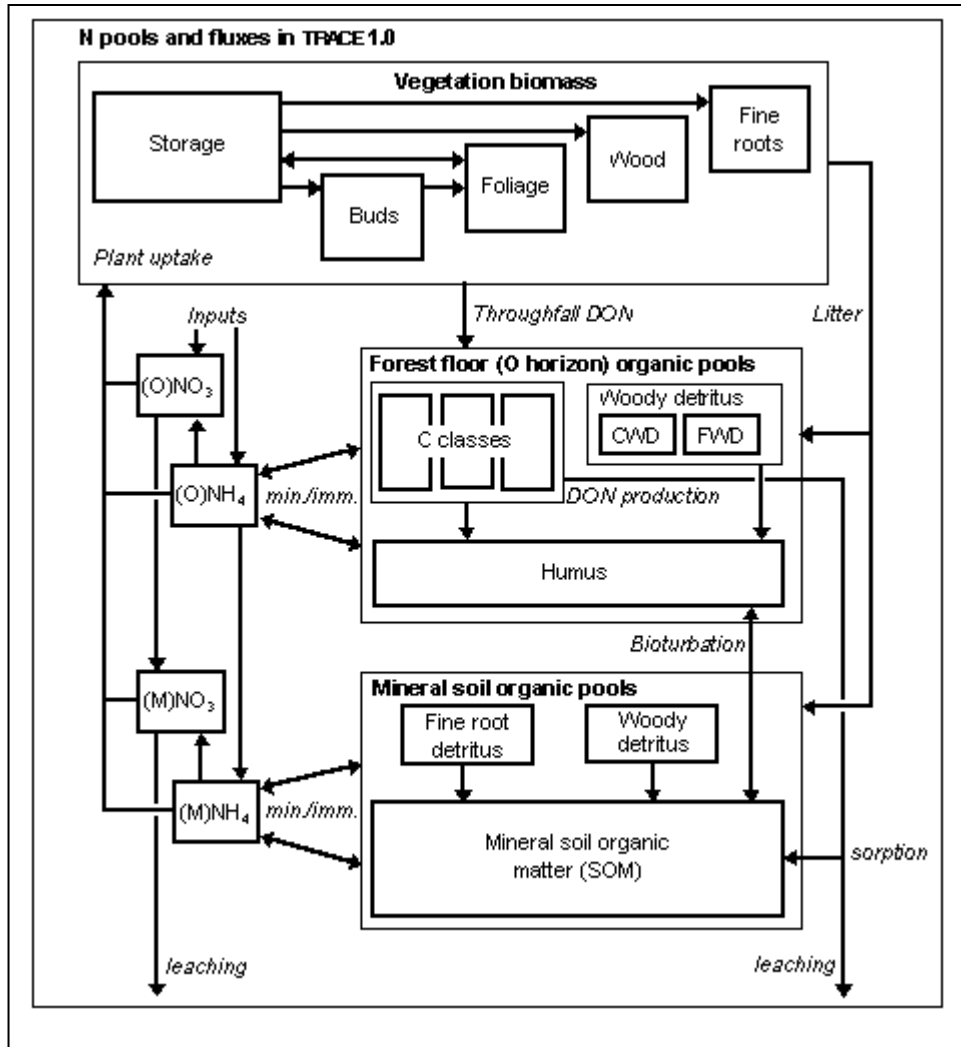 N pools and fluxes in TRACE 1.0
Vegetation biomass
Storage
Fine
roots
Wood
Foliage
Buds
Plant uptake
Inputs
Throughfall DON
Litter
Forest floor (O horizon) organic pools
(O)NO3
Woody detritus
CWD
FWD
C classes
(O)NH4
min./imm.
DON production
Humus
Bioturbation
Mineral soil organic pools
(M)NO3
Fine root
detritus
Woody
detritus
(M)NH4
min./imm.
Mineral soil organic
matter (SOM)
sorption
leaching
leaching